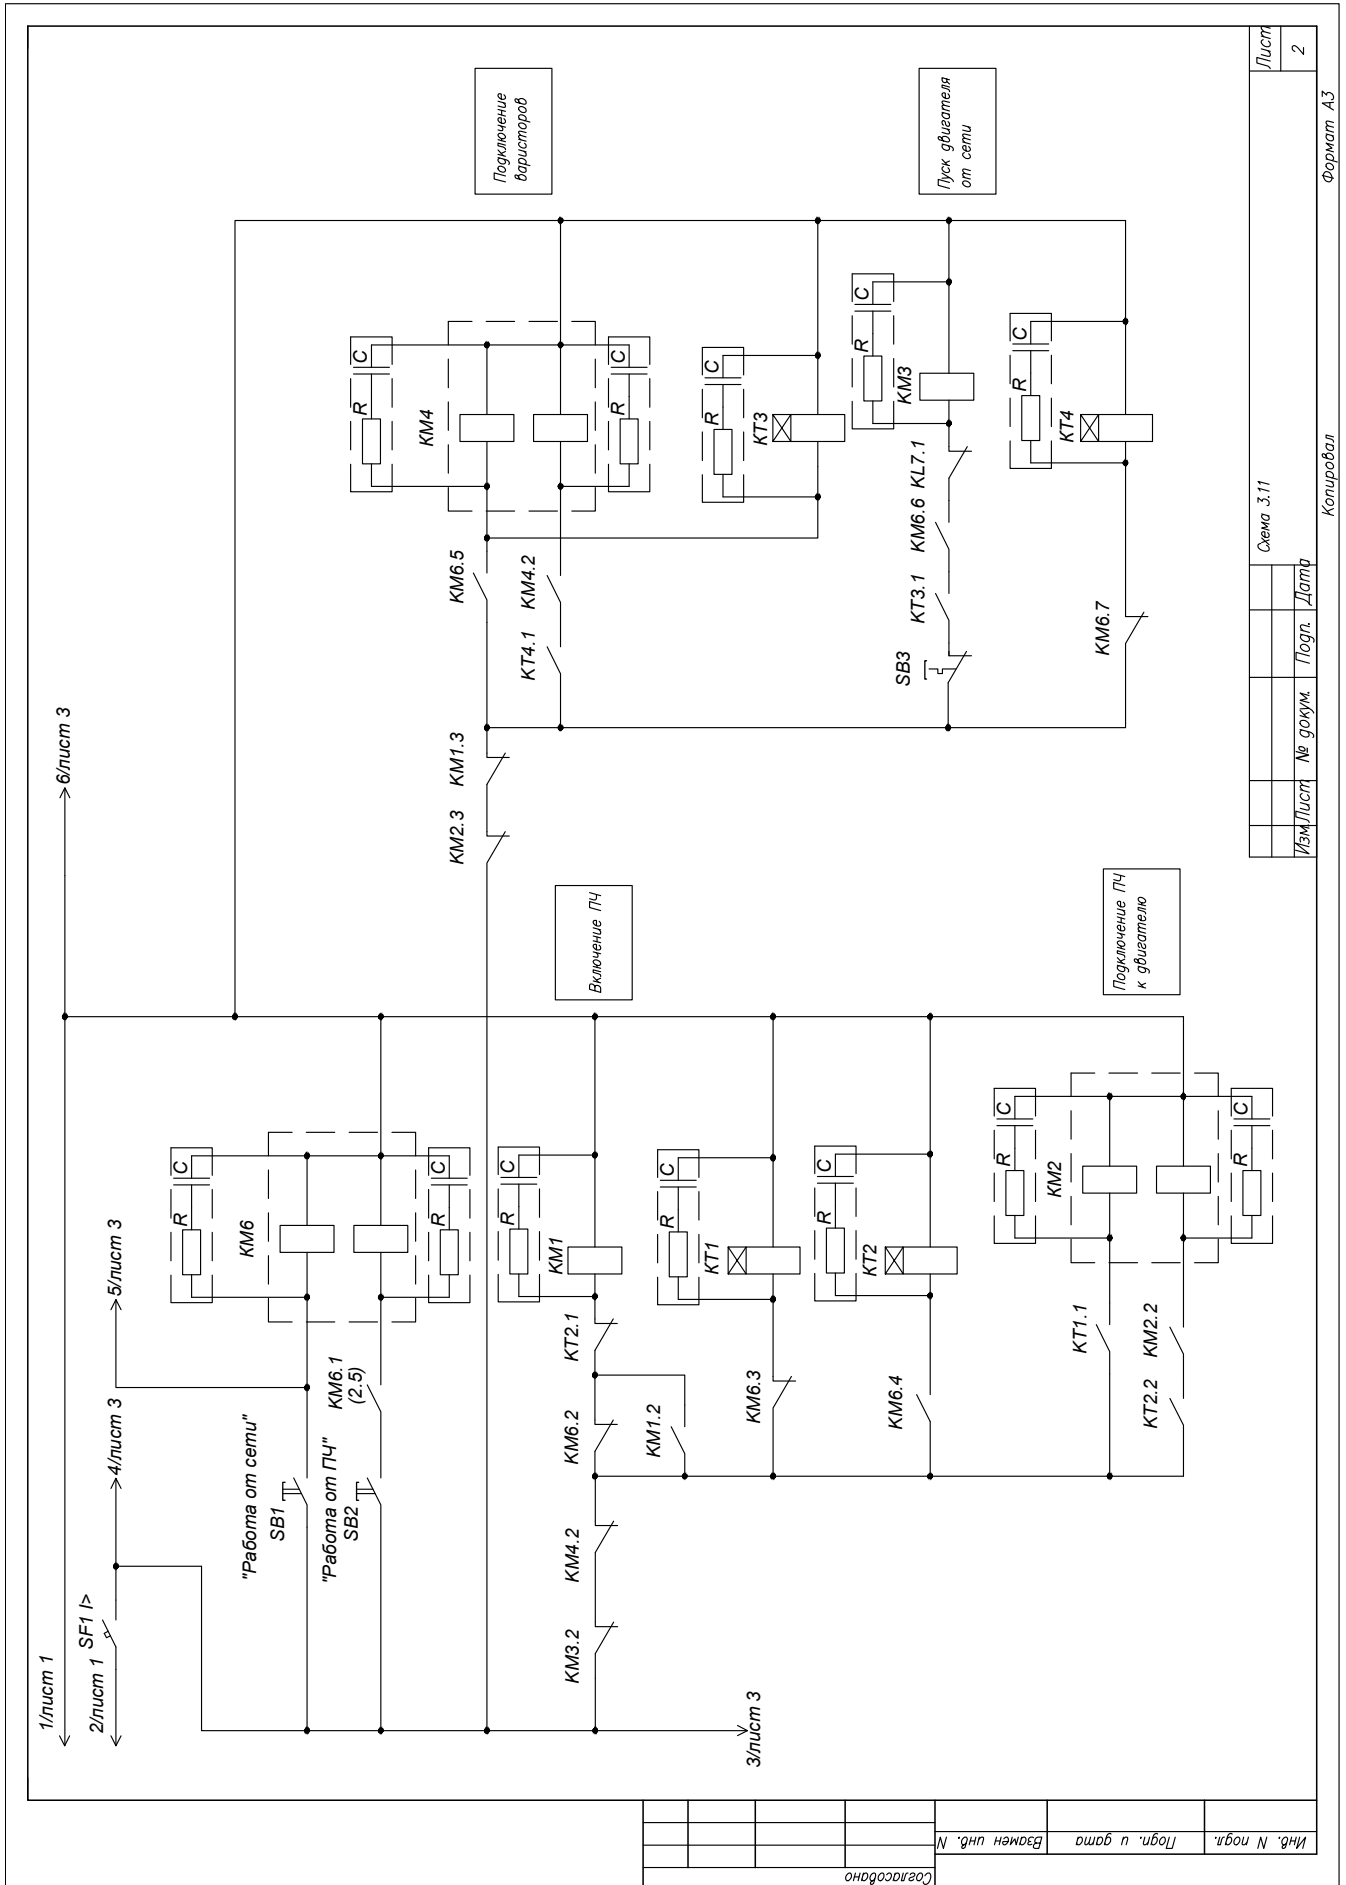 1/лист 1
2/лист 1
SF1 I>
4/лист 3
5/лист 3
6/лист 3
3/лист 3
"Работа от сети"
SB1
"Работа от ПЧ"
SB2
KM6.1
(2.5)
KM6
R
C
R
C
KM3.2
KM4.2
KM6.2
KM1.2
KT2.1
KM1
R
C
Включение ПЧ
KM6.3
KT1
R
C
KM6.4
KT2
R
C
KT1.1
KT2.2
KM2.2
KM2
R
C
R
C
Подключение ПЧ
к двигателю
KM2.3
KM1.3
KM6.5
KT4.1
KM4.2
KM4
R
C
R
C
Подключение
варисторов
KT3
R
C
SB3
KT3.1
KM6.6
KL7.1
KM3
R
C
Пуск двигателя
от сети
KM6.7
KT4
R
C
Схема 3.11
Изм.
Лист
№ докум.
Подп.
Дата
Лист
2
Копировал
Формат А3
Согласовано
Взамен инв. N
Подп. и дата
Инв. N подл.